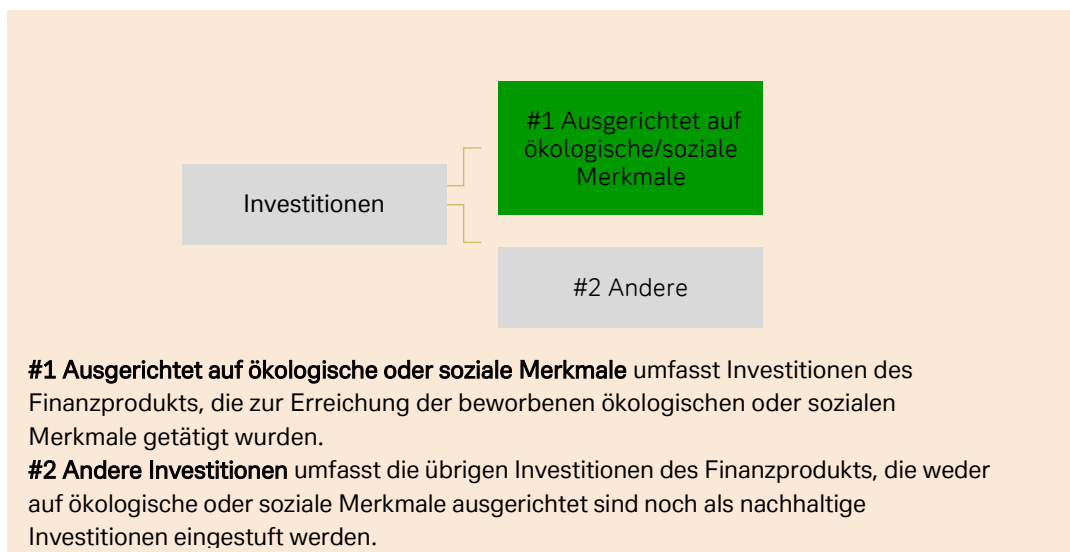 #1 Ausgerichtet auf
ökologische/soziale
Merkmale
Investitionen
#2 Andere
#1 Ausgerichtet auf ökologische oder soziale Merkmale umfasst Investitionen des
Finanzprodukts, die zur Erreichung der beworbenen ökologischen oder sozialen
Merkmale getätigt wurden.
#2 Andere Investitionen umfasst die übrigen Investitionen des Finanzprodukts, die weder
auf ökologische oder soziale Merkmale ausgerichtet sind noch als nachhaltige
Investitionen eingestuft werden.